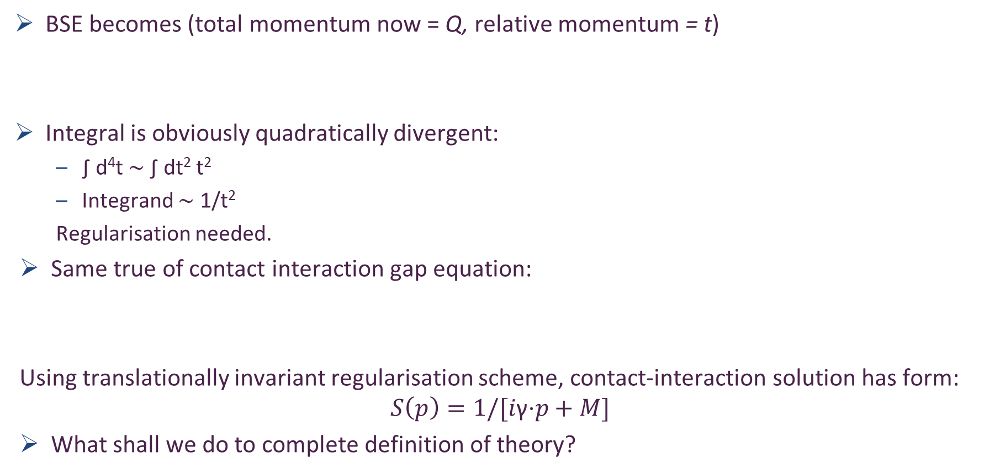 ➢ BSE becomes (total momentum now = Q, relative momentum = t)
➢ Integral is obviously quadratically divergent:
– ∫ d⁴t ~ ∫ dt² t²
– Integrand ~ 1/t²
Regularisation needed.
➢ Same true of contact interaction gap equation:
Using translationally invariant regularisation scheme, contact-interaction solution has form:
S(p) = 1/[iγ·p + M]
➢ What shall we do to complete definition of theory?